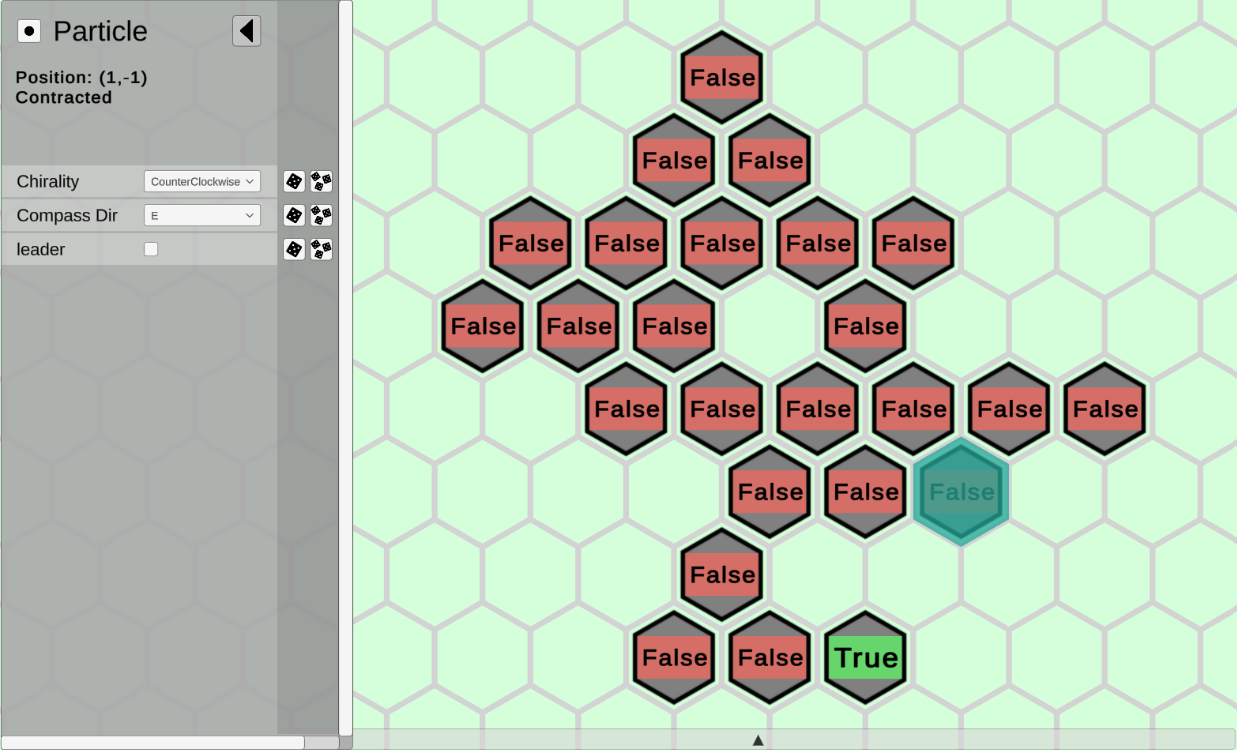 Particle
Position: (1,-1)
Contracted
Chirality CounterClockwise
Compass Dir E
leader
False
False False
False False False False False
False False False False
False False False False False False
False False False
False
False False True